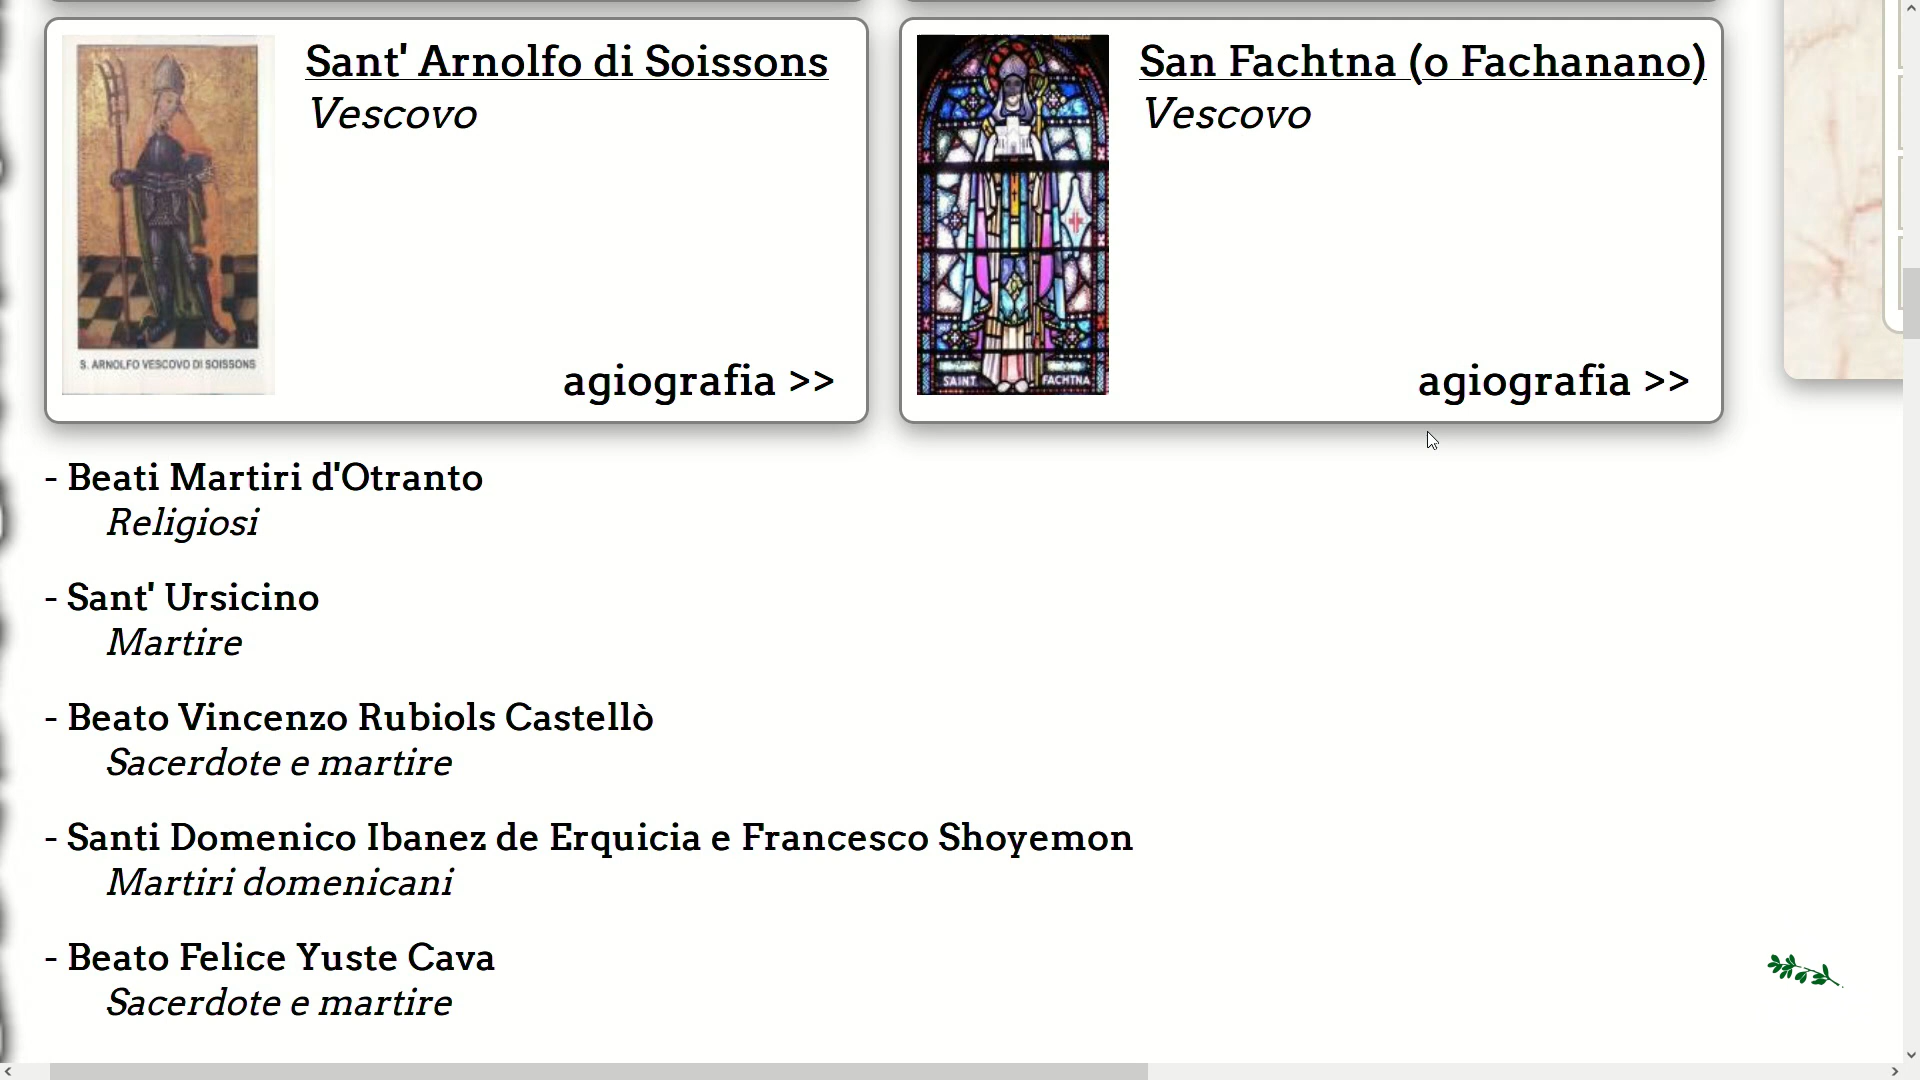 Sant' Arnolfo di Soissons
Vescovo
S. ARNOLFO VESCOVO DI SOISSONS
agiografia >>
San Fachtna (o Fachanano)
Vescovo
SAINT FACHTNA
agiografia >>
- Beati Martiri d'Otranto
Religiosi
- Sant' Ursicino
Martire
- Beato Vincenzo Rubiols Castellò
Sacerdote e martire
- Santi Domenico Ibanez de Erquicia e Francesco Shoyemon
Martiri domenicani
- Beato Felice Yuste Cava
Sacerdote e martire